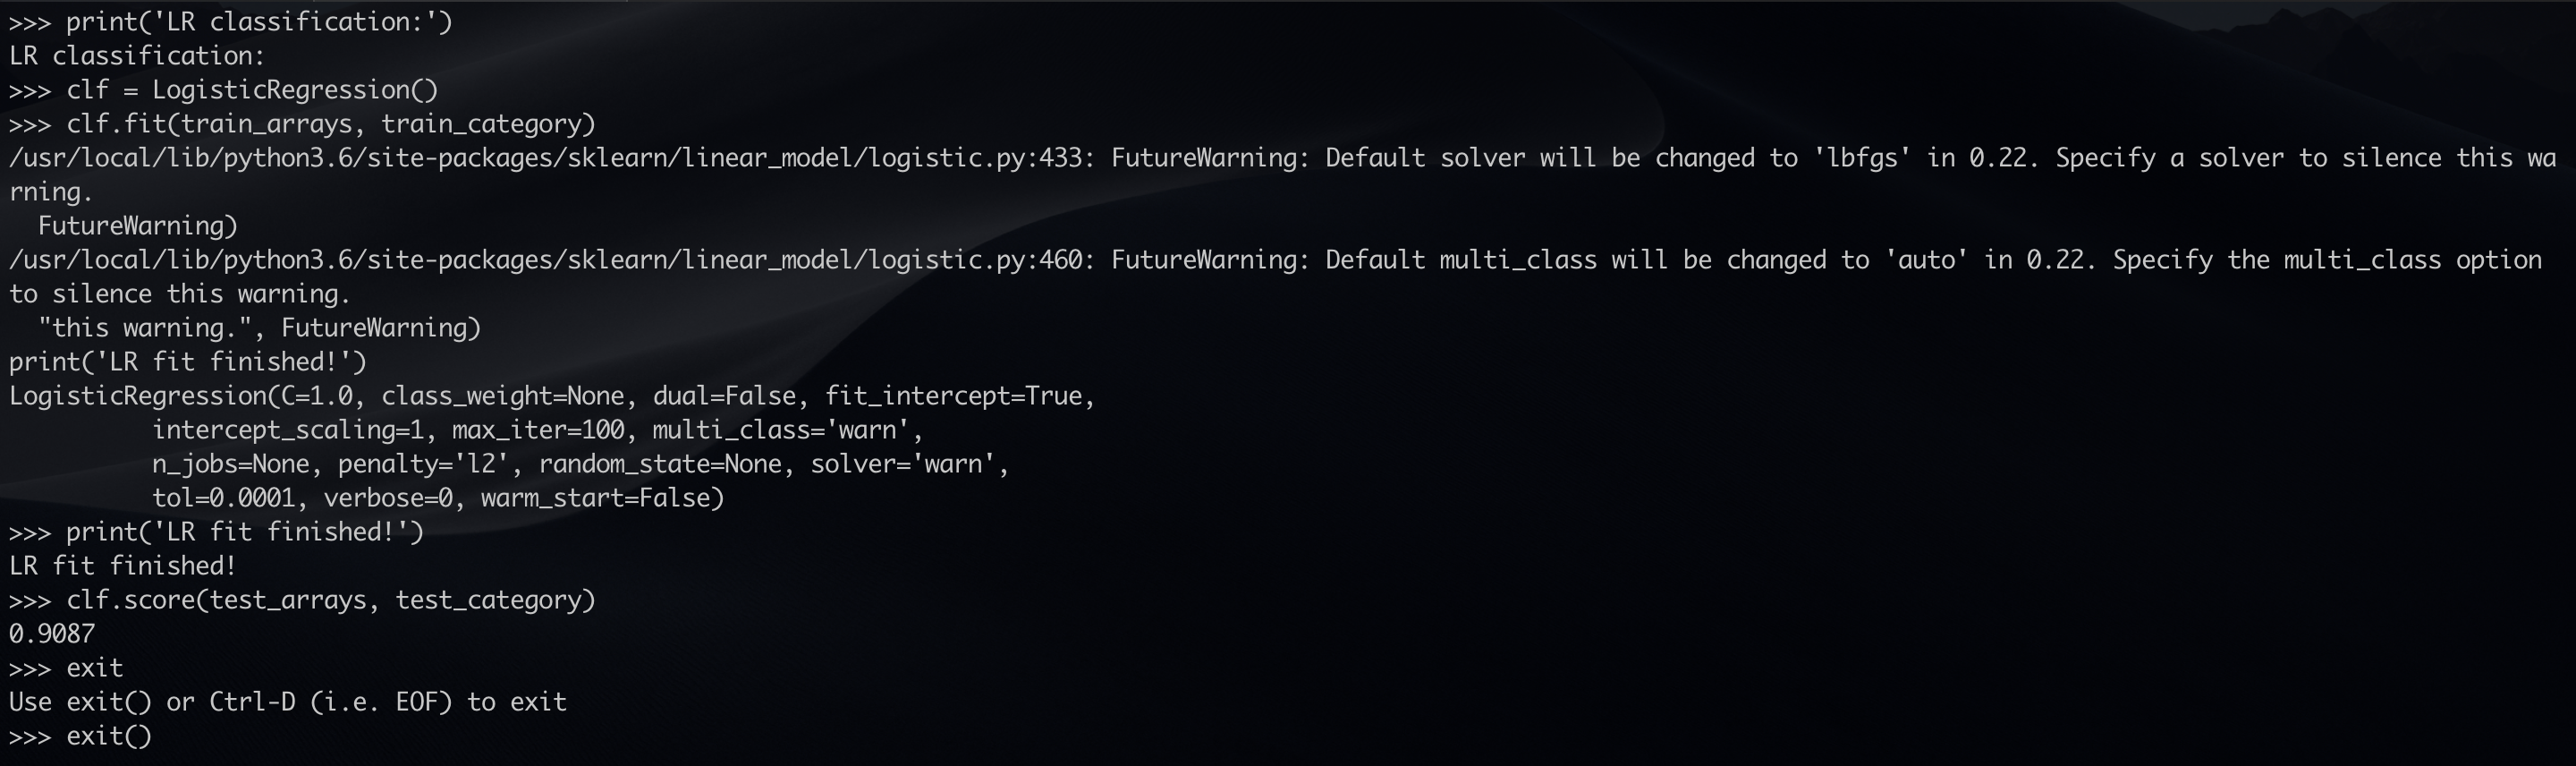 >>> print('LR classification:')
LR classification:
>>> clf = LogisticRegression()
>>> clf.fit(train_arrays, train_category)
/usr/local/lib/python3.6/site-packages/sklearn/linear_model/logistic.py:433: FutureWarning: Default solver will be changed to 'lbfgs' in 0.22. Specify a solver to silence this wa
rning.
  FutureWarning)
/usr/local/lib/python3.6/site-packages/sklearn/linear_model/logistic.py:460: FutureWarning: Default multi_class will be changed to 'auto' in 0.22. Specify the multi_class option
to silence this warning.
  "this warning.", FutureWarning)
print('LR fit finished!')
LogisticRegression(C=1.0, class_weight=None, dual=False, fit_intercept=True,
          intercept_scaling=1, max_iter=100, multi_class='warn',
          n_jobs=None, penalty='l2', random_state=None, solver='warn',
          tol=0.0001, verbose=0, warm_start=False)
>>> print('LR fit finished!')
LR fit finished!
>>> clf.score(test_arrays, test_category)
0.9087
>>> exit
Use exit() or Ctrl-D (i.e. EOF) to exit
>>> exit()